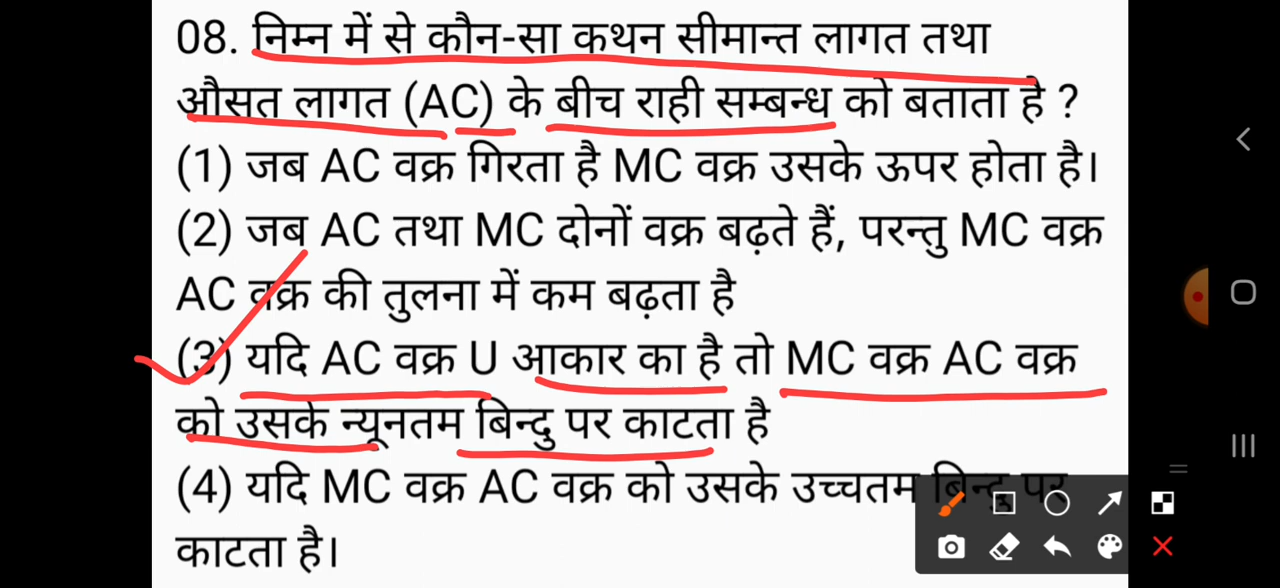 08. निम्न में से कौन-सा कथन सीमान्त लागत तथा
औसत लागत (AC) के बीच राही सम्बन्ध को बताता है ?
(1) जब AC वक्र गिरता है MC वक्र उसके ऊपर होता है।
(2) जब AC तथा MC दोनों वक्र बढ़ते हैं, परन्तु MC वक्र
AC वक्र की तुलना में कम बढ़ता है
(3) यदि AC वक्र U आकार का है तो MC वक्र AC वक्र
को उसके न्यूनतम बिन्दु पर काटता है
(4) यदि MC वक्र AC वक्र को उसके उच्चतम बिन्दु पर
काटता है।